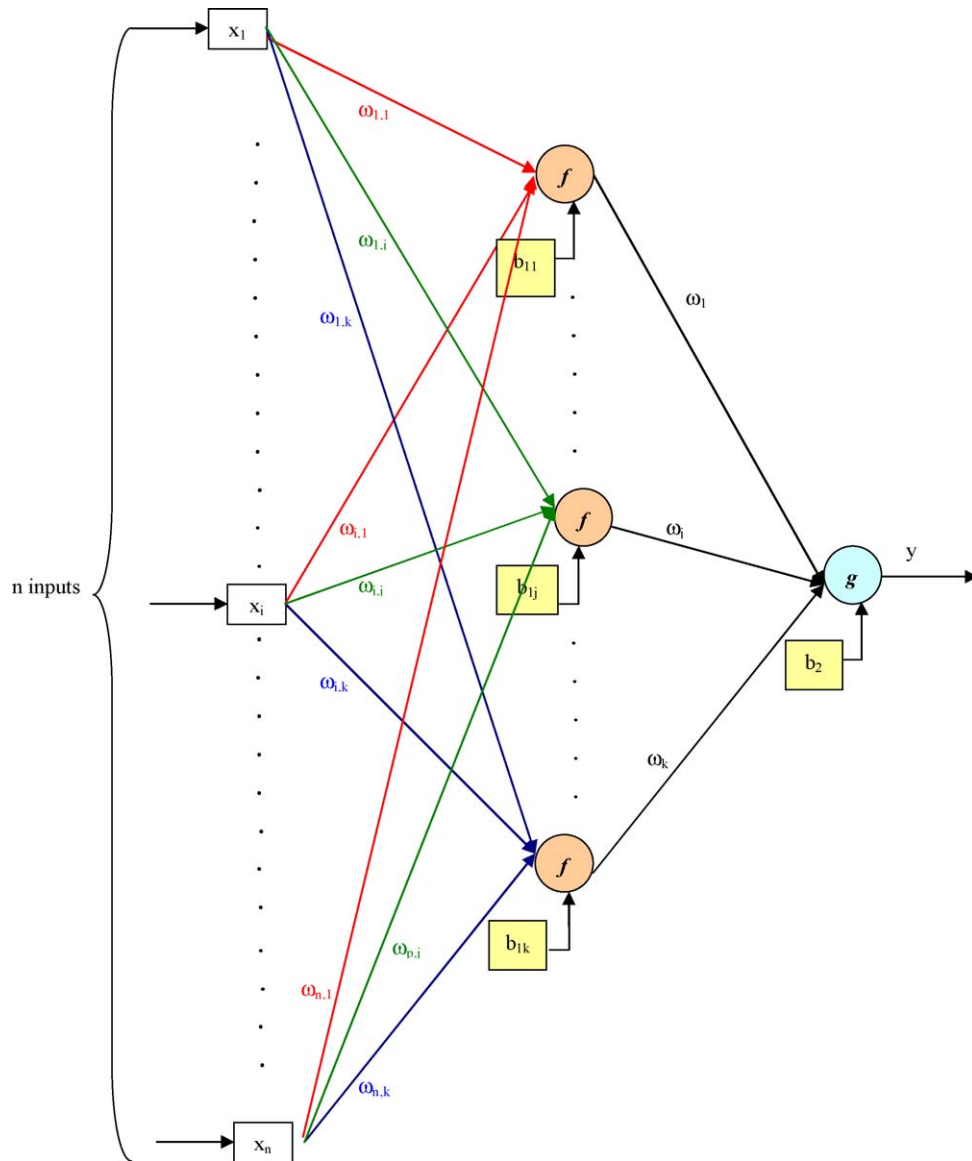 x₁
ω₁,₁
f
ω₁,ᵢ
b₁₁
ω₁
ω₁,ₖ
f
ωᵢ,₁
ωᵢ
y
ωᵢ,ᵢ
b₁ⱼ
g
n inputs
xᵢ
b₂
ωᵢ,ₖ
ωₖ
f
b₁ₖ
ωₚ,ᵢ
ωₙ,₁
ωₙ,ₖ
xₙ